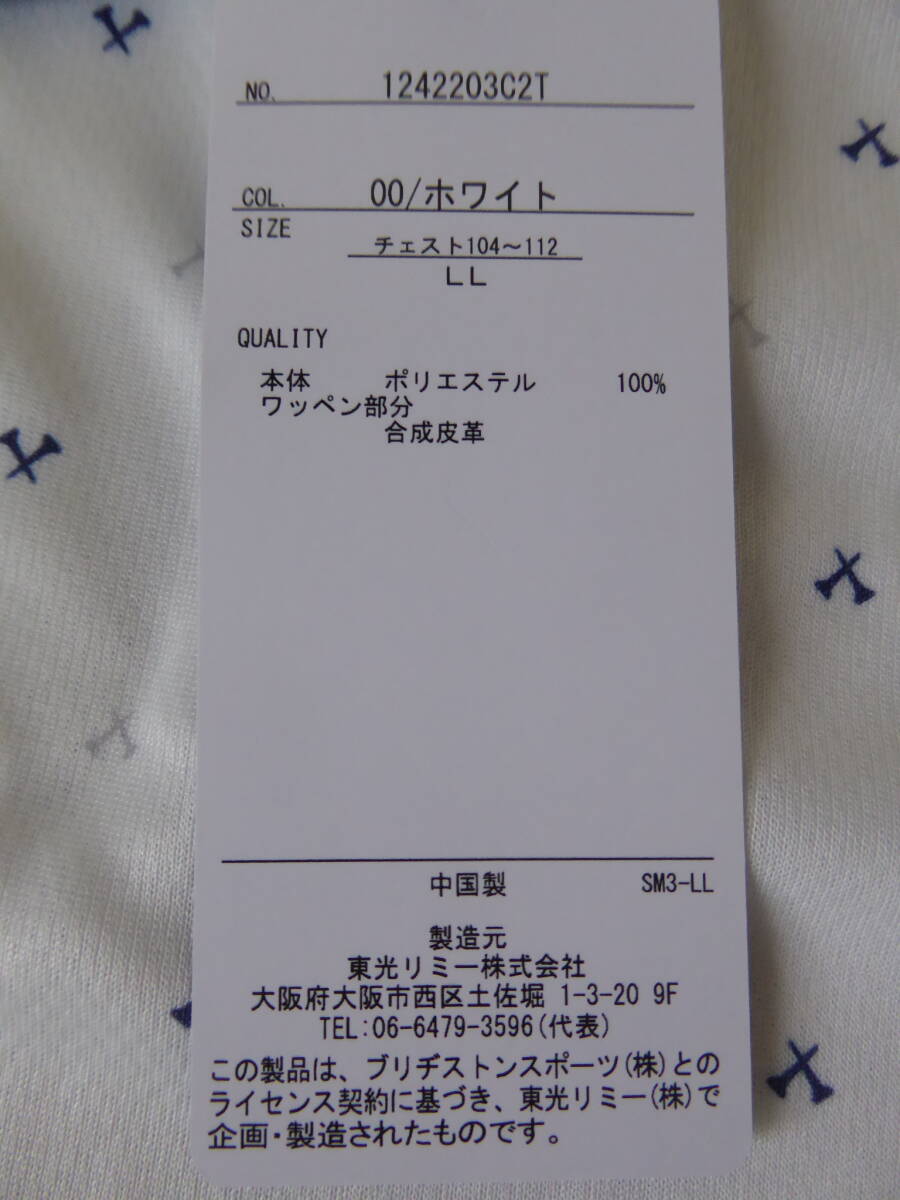 NO. 1242203C2T
COL. 00/ホワイト
SIZE
チェスト104～112
LL
QUALITY
本体 ポリエステル 100%
ワッペン部分
合成皮革
中国製 SM3-LL
製造元
東光リミー株式会社
大阪府大阪市西区土佐堀 1-3-20 9F
TEL:06-6479-3596(代表)
この製品は、ブリヂストンスポーツ(株)との
ライセンス契約に基づき、東光リミー(株)で
企画・製造されたものです。